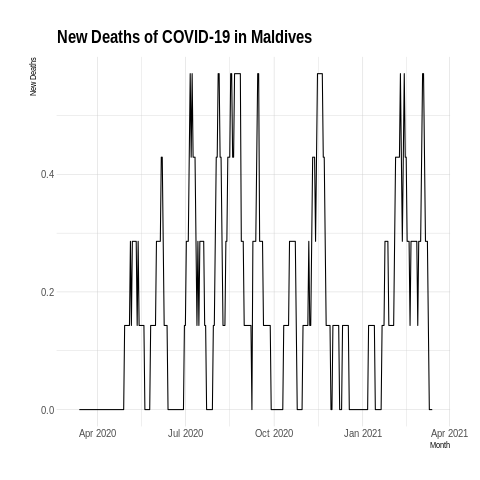 New Deaths of COVID-19 in Maldives
New Deaths
0.4
0.2
0.0
Apr 2020 Jul 2020 Oct 2020 Jan 2021 Apr 2021
Month